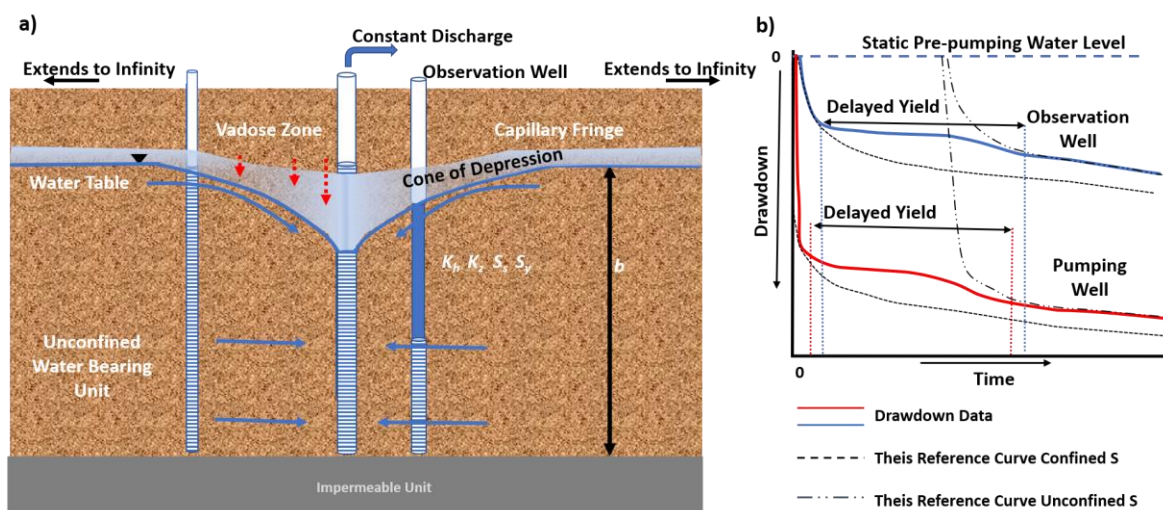 a)
Constant Discharge
Extends to Infinity
Observation Well
Extends to Infinity
Vadose Zone
Capillary Fringe
Water Table
Cone of Depression
Kh Kz Ss Sy
b
Unconfined
Water Bearing
Unit
Impermeable Unit
b)
Static Pre-pumping Water Level
0
Delayed Yield
Observation
Well
Drawdown
Delayed Yield
Pumping
Well
0
Time
Drawdown Data
Theis Reference Curve Confined S
Theis Reference Curve Unconfined S